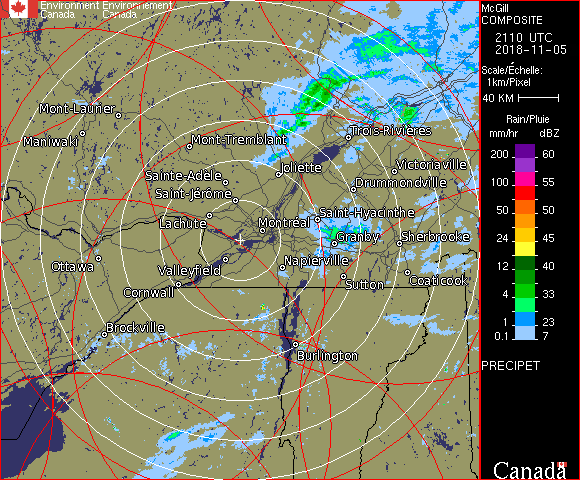 Environment Environnement
Canada Canada
Mont-Laurier
Maniwaki
Mont-Tremblant
Trois-Rivières
Sainte-Adèle
Joliette
Victoriaville
Saint-Jérôme
Drummondville
Lachute
Montréal
Saint-Hyacinthe
Granby
Sherbrooke
Ottawa
Valleyfield
Napierville
Cornwall
Sutton
Coaticook
Brockville
Burlington
McGill
COMPOSITE
2110 UTC
2018-11-05
Scale/Échelle:
1km/Pixel
40 KM
Rain/Pluie
mm/hr dBZ
200 60
100 55
50 50
24 45
12 40
4 33
1 23
0.1 7
PRECIPET
Canada